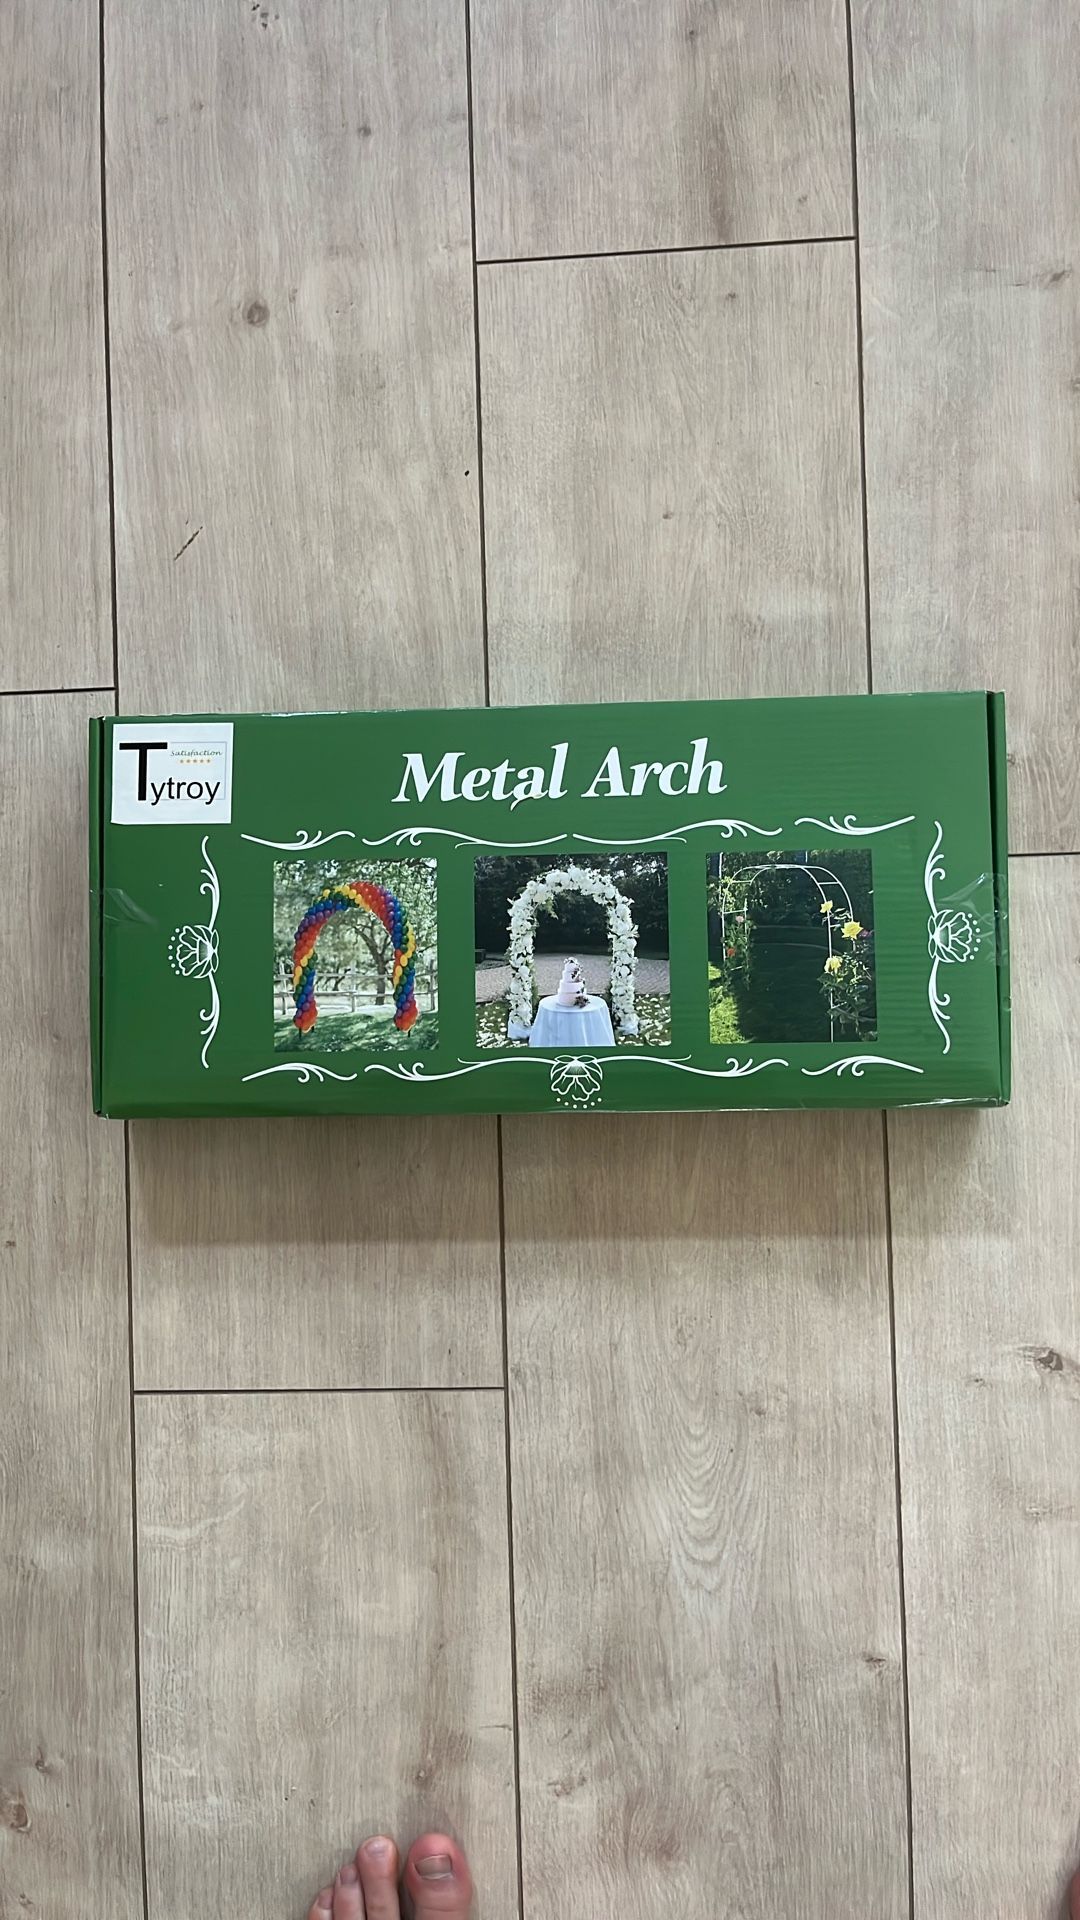 Satisfaction
Tytroy
Metal Arch